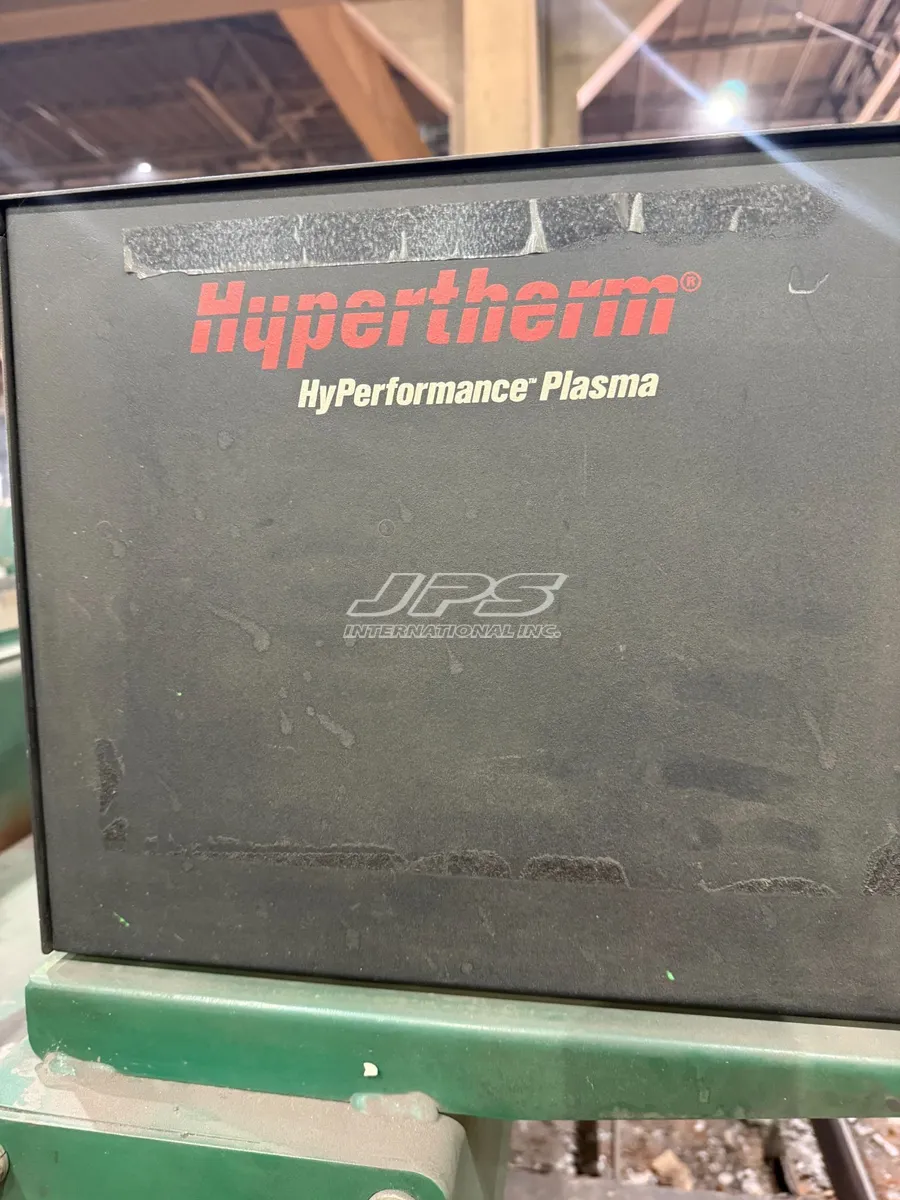 Hypertherm®
HyPerformance™ Plasma
JPS
INTERNATIONAL INC.